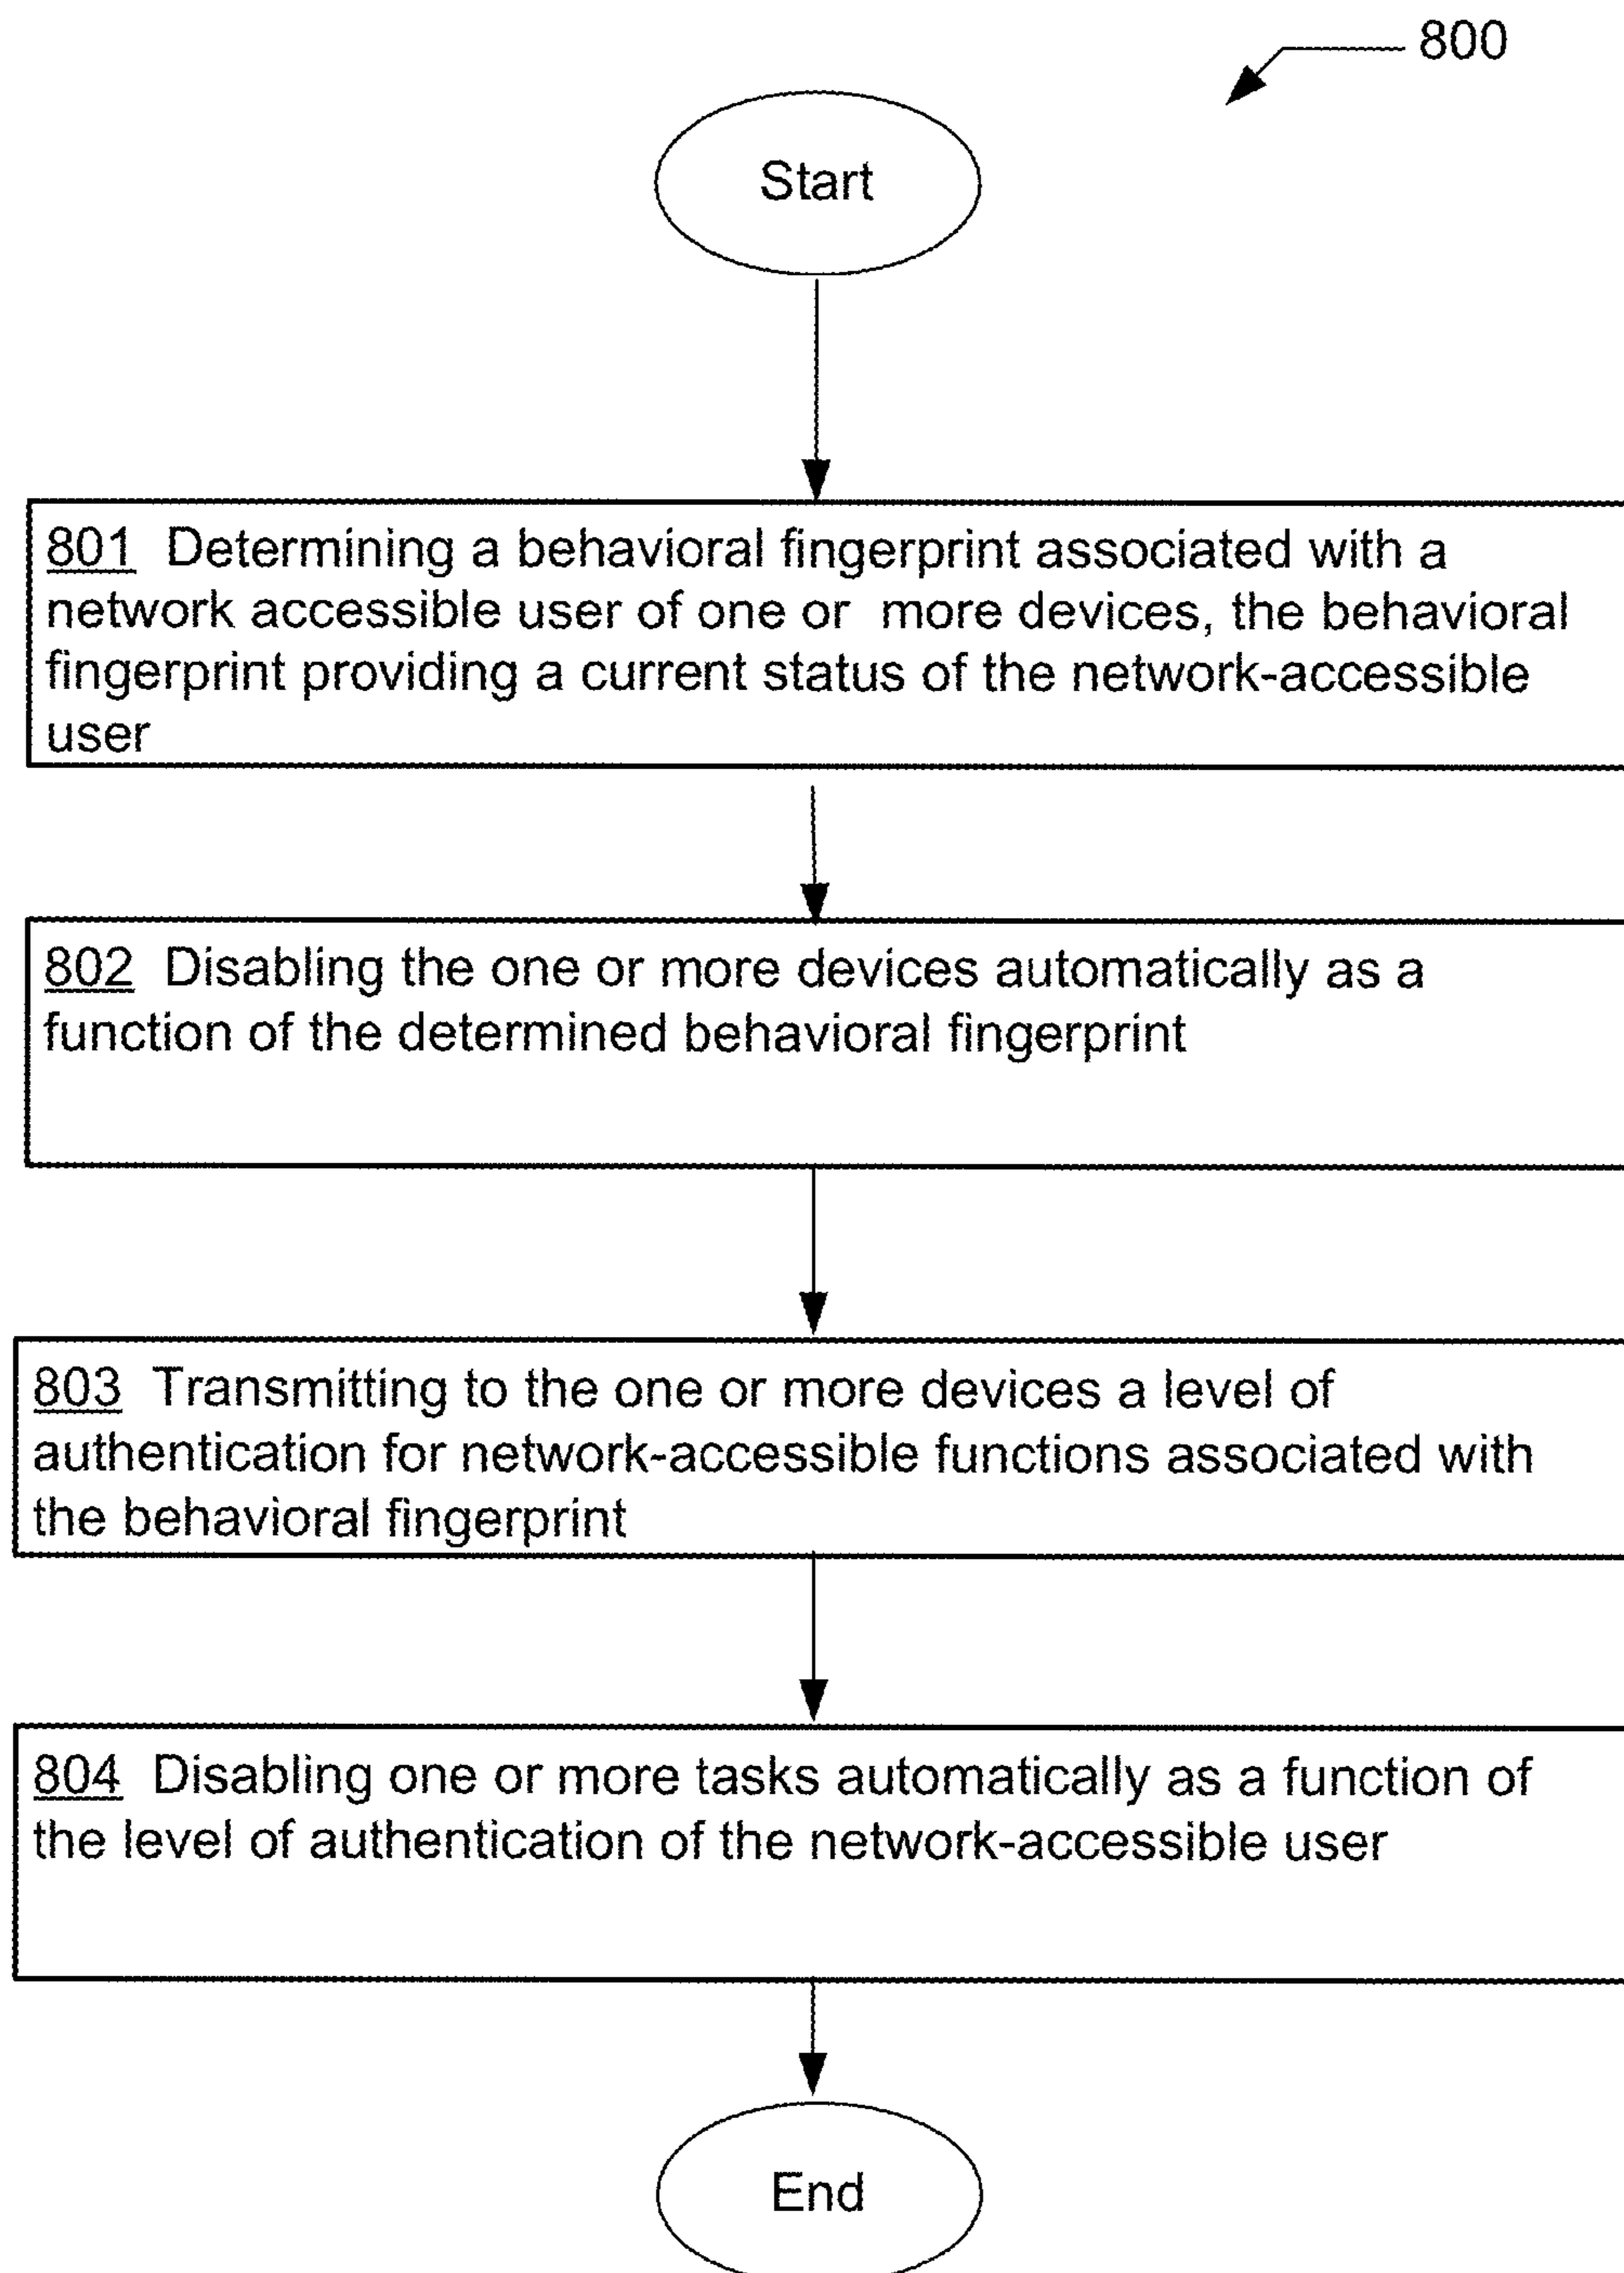 800
Start
801 Determining a behavioral fingerprint associated with a
network accessible user of one or more devices, the behavioral
fingerprint providing a current status of the network-accessible
user
802 Disabling the one or more devices automatically as a
function of the determined behavioral fingerprint
803 Transmitting to the one or more devices a level of
authentication for network-accessible functions associated with
the behavioral fingerprint
804 Disabling one or more tasks automatically as a function of
the level of authentication of the network-accessible user
End